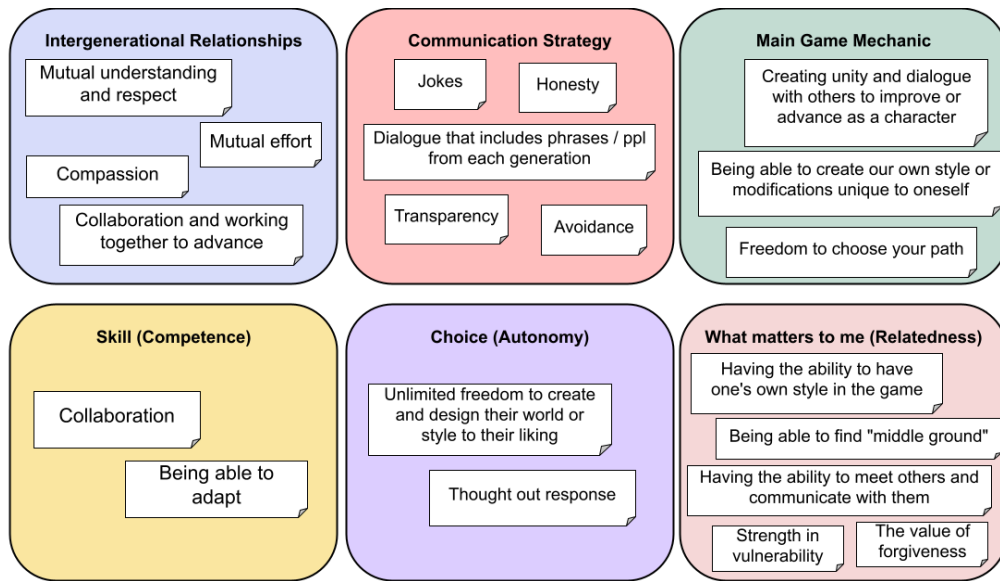 Intergenerational Relationships
Mutual understanding
and respect
Mutual effort
Compassion
Collaboration and working
together to advance
Communication Strategy
Jokes
Honesty
Dialogue that includes phrases / ppl
from each generation
Transparency
Avoidance
Main Game Mechanic
Creating unity and dialogue
with others to improve or
advance as a character
Being able to create our own style or
modifications unique to oneself
Freedom to choose your path
Skill (Competence)
Collaboration
Being able to
adapt
Choice (Autonomy)
Unlimited freedom to create
and design their world or
style to their liking
Thought out response
What matters to me (Relatedness)
Having the ability to have
one's own style in the game
Being able to find "middle ground"
Having the ability to meet others and
communicate with them
Strength in
vulnerability
The value of
forgiveness